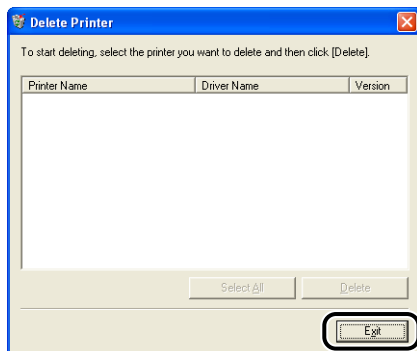 Delete Printer
To start deleting, select the printer you want to delete and then click [Delete].
Printer Name Driver Name Version
Select All Delete
Exit